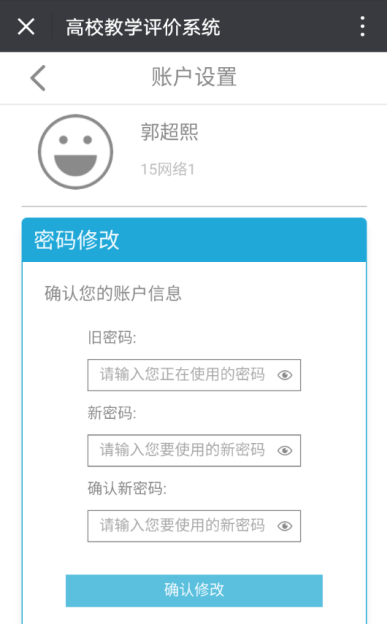 高校教学评价系统
账户设置
郭超熙
15网络1
密码修改
确认您的账户信息
旧密码:
请输入您正在使用的密码
新密码:
请输入您要使用的新密码
确认新密码:
请输入您要使用的新密码
确认修改